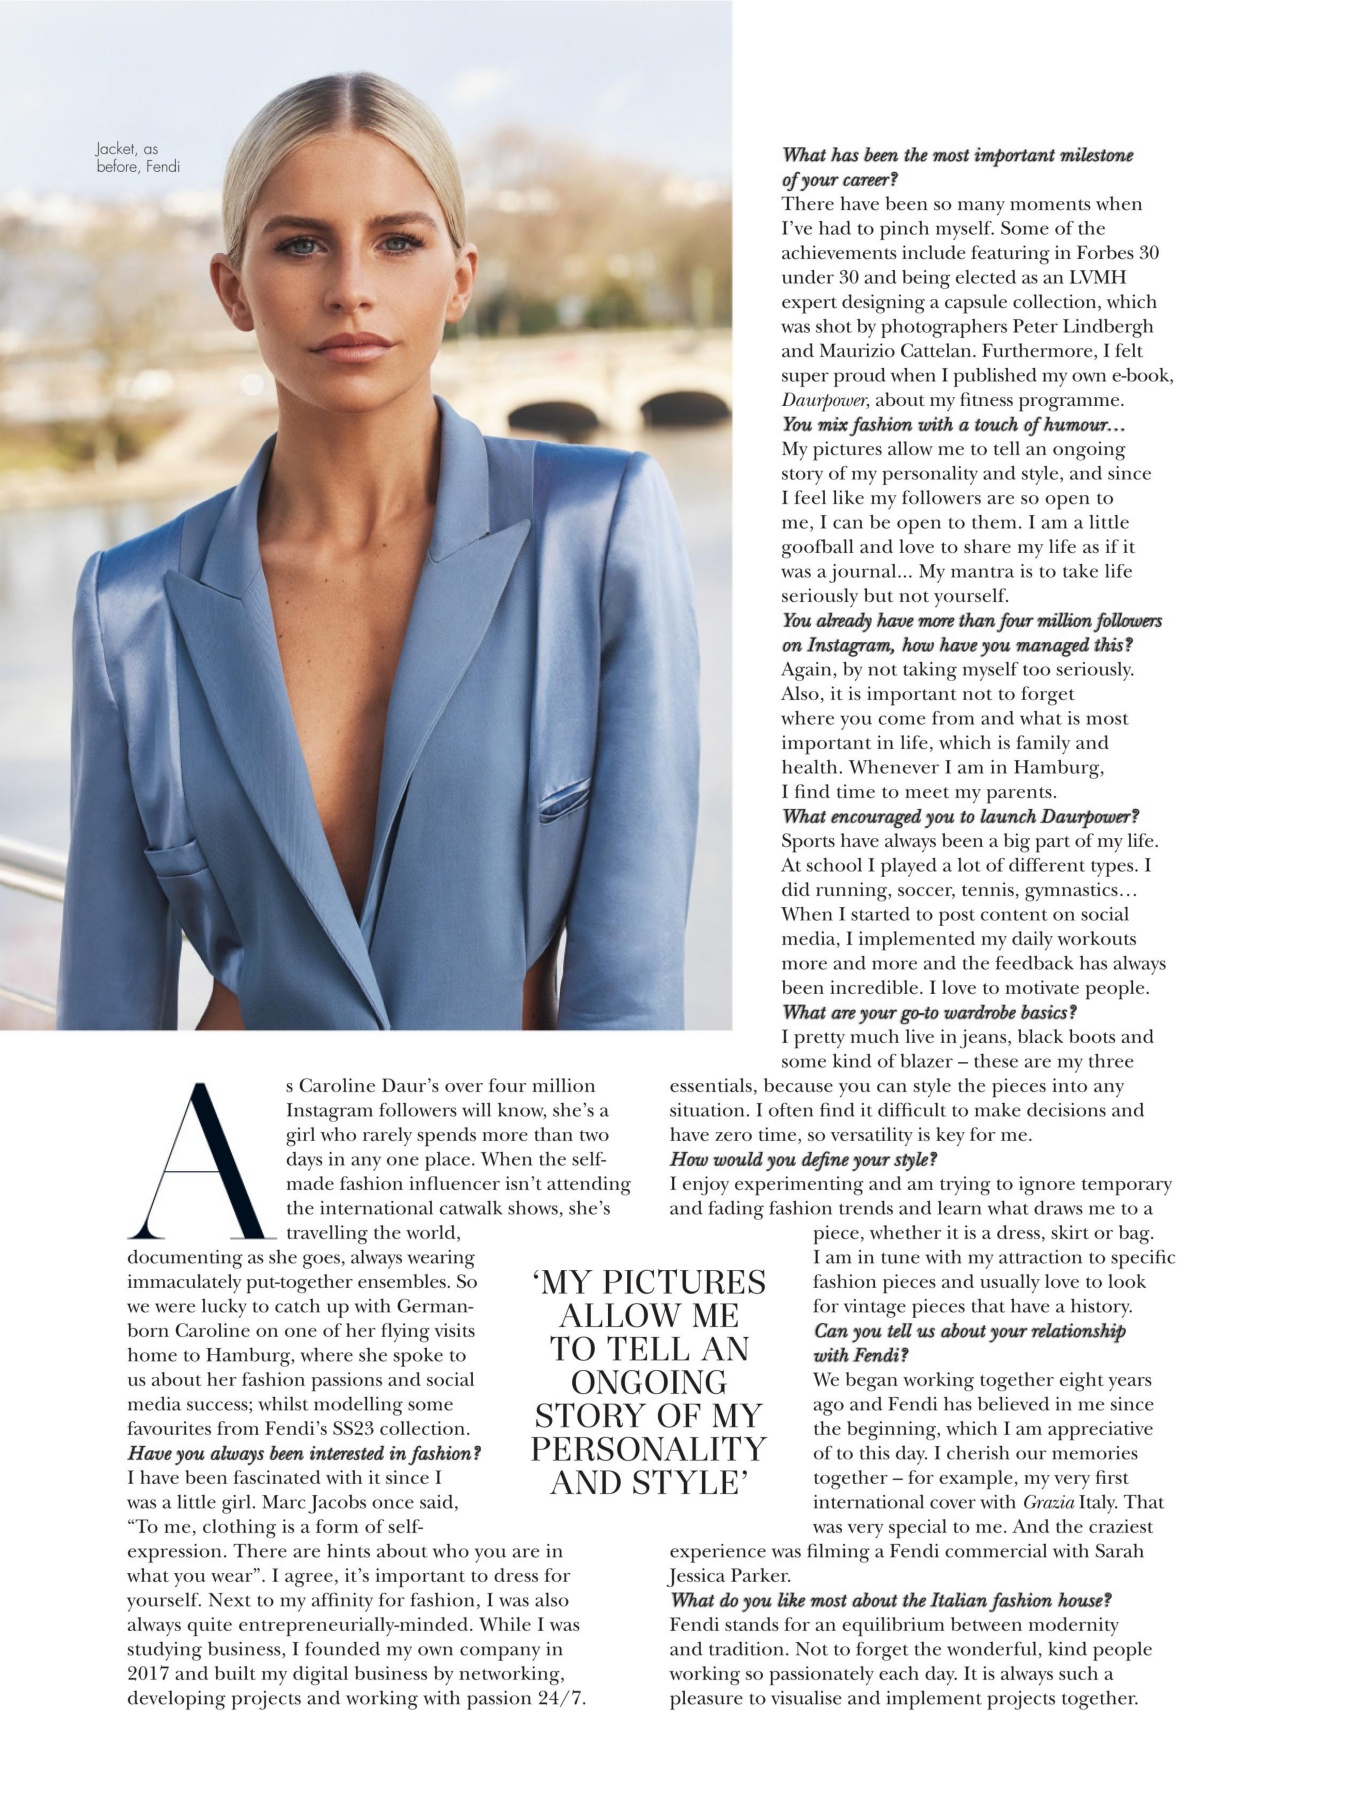 Jacket, as
before, Fendi
As Caroline Daur’s over four million
Instagram followers will know, she’s a
girl who rarely spends more than two
days in any one place. When the self-
made fashion influencer isn’t attending
the international catwalk shows, she’s
travelling the world,
documenting as she goes, always wearing
immaculately put-together ensembles. So
we were lucky to catch up with German-
born Caroline on one of her flying visits
home to Hamburg, where she spoke to
us about her fashion passions and social
media success; whilst modelling some
favourites from Fendi’s SS23 collection.
Have you always been interested in fashion?
I have been fascinated with it since I
was a little girl. Marc Jacobs once said,
“To me, clothing is a form of self-
expression. There are hints about who you are in
what you wear”. I agree, it’s important to dress for
yourself. Next to my affinity for fashion, I was also
always quite entrepreneurially-minded. While I was
studying business, I founded my own company in
2017 and built my digital business by networking,
developing projects and working with passion 24/7.
‘MY PICTURES
ALLOW ME
TO TELL AN
ONGOING
STORY OF MY
PERSONALITY
AND STYLE’
What has been the most important milestone
of your career?
There have been so many moments when
I’ve had to pinch myself. Some of the
achievements include featuring in Forbes 30
under 30 and being elected as an LVMH
expert designing a capsule collection, which
was shot by photographers Peter Lindbergh
and Maurizio Cattelan. Furthermore, I felt
super proud when I published my own e-book,
Daurpower, about my fitness programme.
You mix fashion with a touch of humour…
My pictures allow me to tell an ongoing
story of my personality and style, and since
I feel like my followers are so open to
me, I can be open to them. I am a little
goofball and love to share my life as if it
was a journal... My mantra is to take life
seriously but not yourself.
You already have more than four million followers
on Instagram, how have you managed this?
Again, by not taking myself too seriously.
Also, it is important not to forget
where you come from and what is most
important in life, which is family and
health. Whenever I am in Hamburg,
I find time to meet my parents.
What encouraged you to launch Daurpower?
Sports have always been a big part of my life.
At school I played a lot of different types. I
did running, soccer, tennis, gymnastics…
When I started to post content on social
media, I implemented my daily workouts
more and more and the feedback has always
been incredible. I love to motivate people.
What are your go-to wardrobe basics?
I pretty much live in jeans, black boots and
some kind of blazer – these are my three
essentials, because you can style the pieces into any
situation. I often find it difficult to make decisions and
have zero time, so versatility is key for me.
How would you define your style?
I enjoy experimenting and am trying to ignore temporary
and fading fashion trends and learn what draws me to a
piece, whether it is a dress, skirt or bag.
I am in tune with my attraction to specific
fashion pieces and usually love to look
for vintage pieces that have a history.
Can you tell us about your relationship
with Fendi?
We began working together eight years
ago and Fendi has believed in me since
the beginning, which I am appreciative
of to this day. I cherish our memories
together – for example, my very first
international cover with Grazia Italy. That
was very special to me. And the craziest
experience was filming a Fendi commercial with Sarah
Jessica Parker.
What do you like most about the Italian fashion house?
Fendi stands for an equilibrium between modernity
and tradition. Not to forget the wonderful, kind people
working so passionately each day. It is always such a
pleasure to visualise and implement projects together.